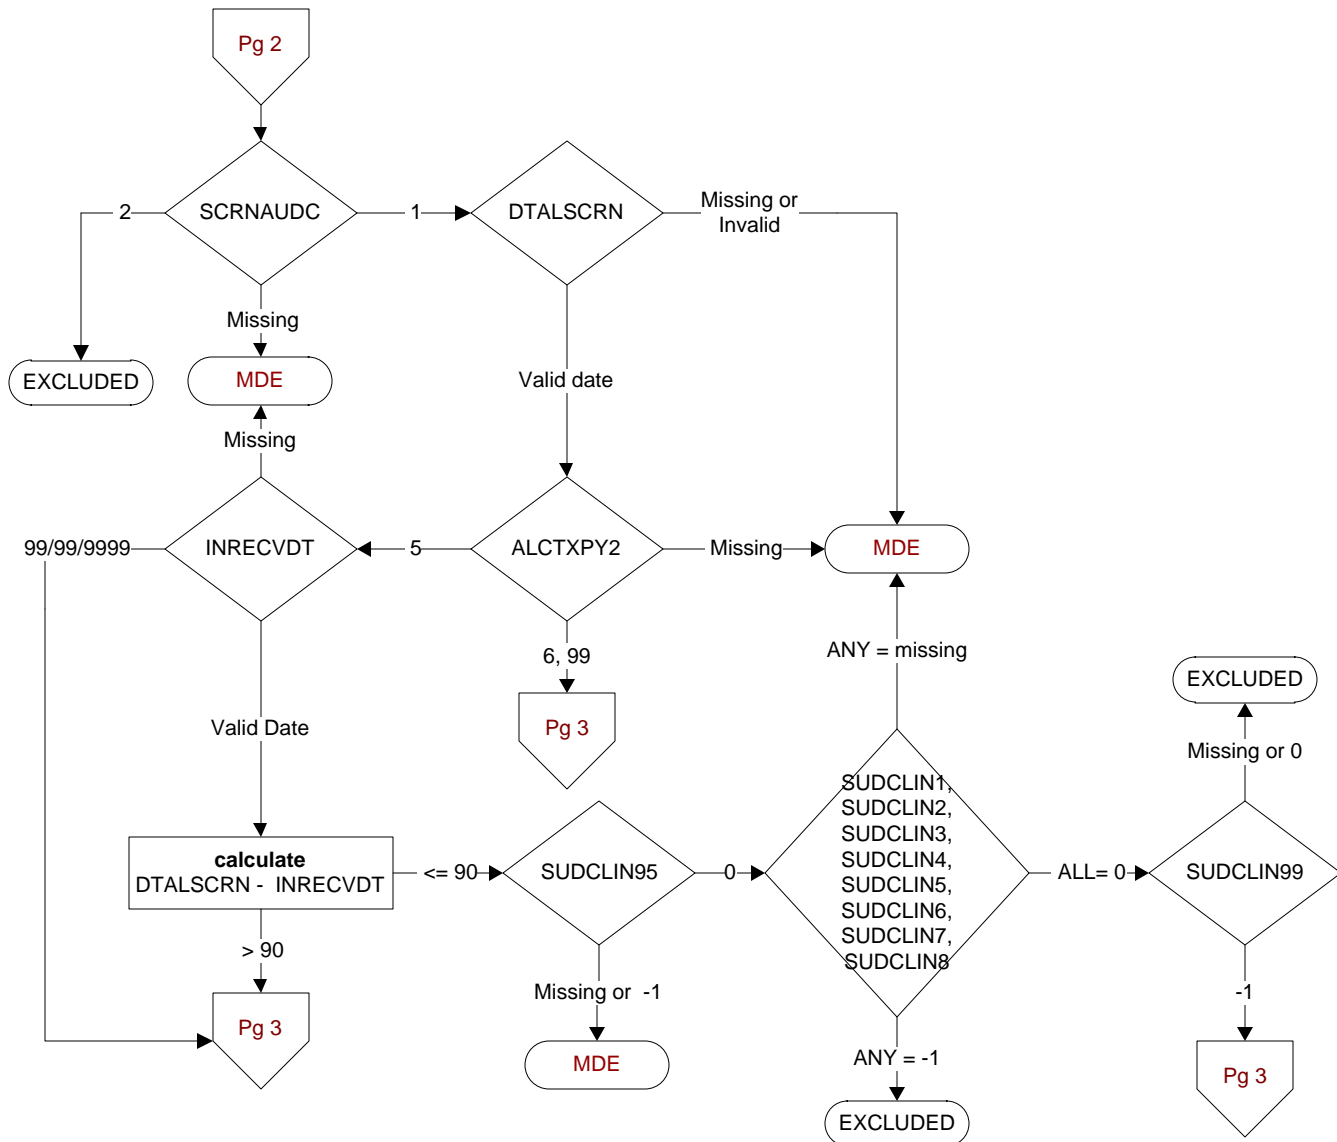 Pg 2
SCRNAUDC
2
1
DTALSCRN
Missing or
Invalid
Missing
EXCLUDED
MDE
Valid date
Missing
99/99/9999
INRECVDT
5
ALCTXPY2
Missing
MDE
6, 99
Pg 3
ANY = missing
EXCLUDED
Valid Date
Missing or 0
calculate
DTALSCRN - INRECVDT
<= 90
SUDCLIN95
0
SUDCLIN1,
SUDCLIN2,
SUDCLIN3,
SUDCLIN4,
SUDCLIN5,
SUDCLIN6,
SUDCLIN7,
SUDCLIN8
ALL= 0
SUDCLIN99
> 90
Pg 3
Missing or -1
MDE
ANY = -1
EXCLUDED
-1
Pg 3